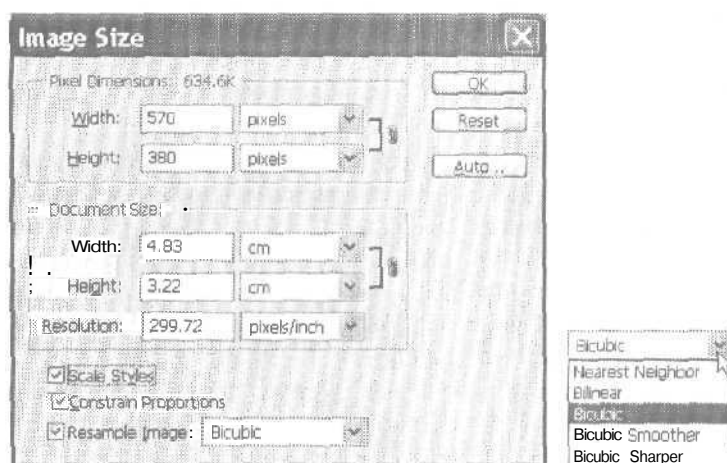 Image Size
Pixel Dimensions: 634.6K
OK
Width: 570 pixels
Reset
Height: 380 pixels
Auto ..
Document Size:
Width: 4.83 cm
Height: 3.22 cm
Resolution: 299.72 pixels/inch
Scale Styles
Constrain Proportions
Resample Image: Bicubic
Bicubic
Nearest Neighbor
Bilinear
Bicubic
Bicubic Smoother
Bicubic Sharper